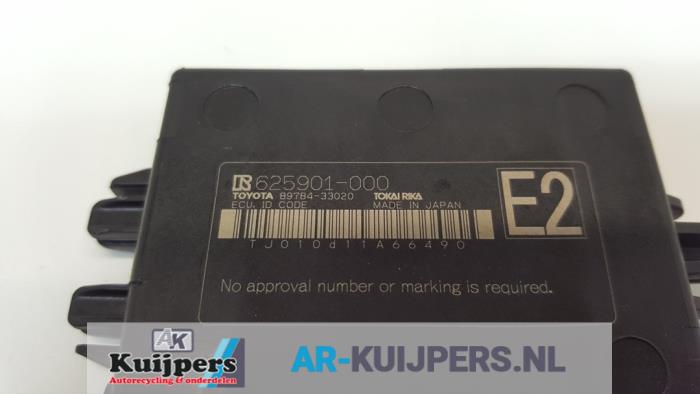 625901-000
TOYOTA 89784-33020 TOKAI RIKA
ECU, ID CODE MADE IN JAPAN
E2
TJ010d11A66490
No approval number or marking is required.
AK
Kuijpers
Autorecycling & onderdelen
AR-KUIJPERS.NL